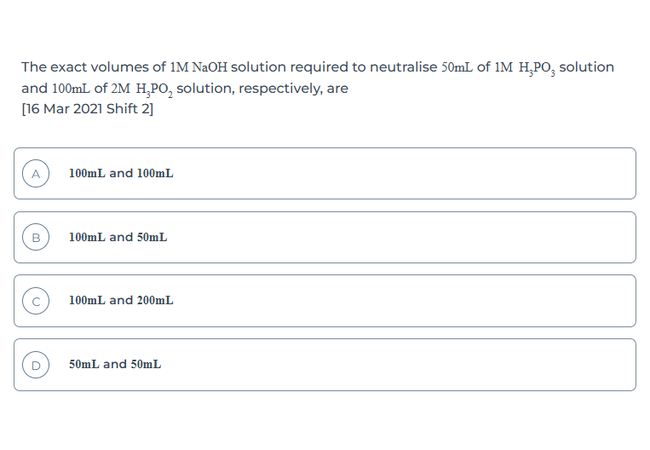 The exact volumes of 1M NaOH solution required to neutralise 50mL of 1M H₃PO₃ solution
and 100mL of 2M H₃PO₂ solution, respectively, are
[16 Mar 2021 Shift 2]
A 100mL and 100mL
B 100mL and 50mL
C 100mL and 200mL
D 50mL and 50mL